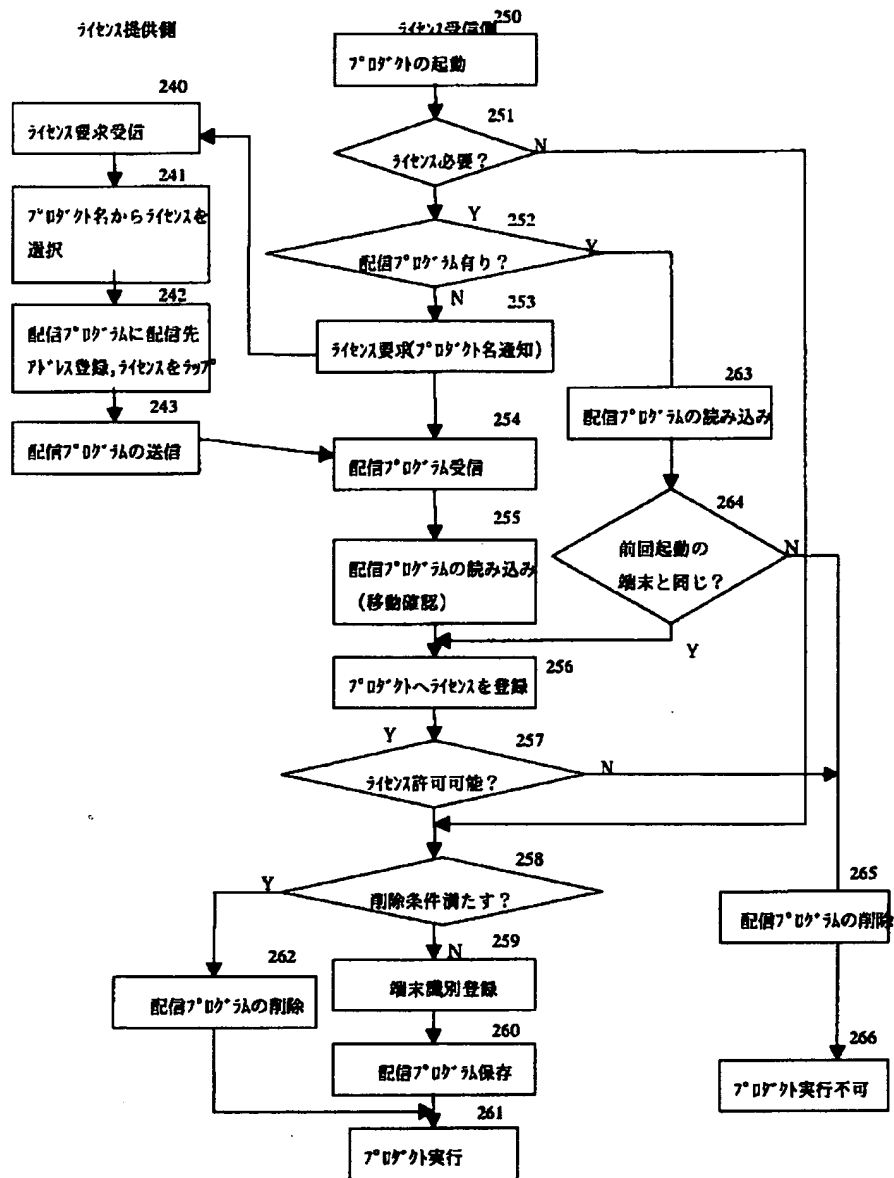 ライセンス提供側
ライセンス受信側
250
プロダクトの起動
240
ライセンス要求受信
251
ライセンス必要？
N
Y
241
プロダクト名からライセンスを
選択
252
配信プログラム有り？
Y
N
242
配信プログラムに配信先
アドレス登録,ライセンスをラップ
253
ライセンス要求(プロダクト名通知)
243
配信プログラムの送信
254
配信プログラム受信
263
配信プログラムの読み込み
255
配信プログラムの読み込み
(移動確認)
264
前回起動の
端末と同じ？
N
Y
256
プロダクトへライセンスを登録
Y
257
ライセンス許可可能？
N
258
削除条件満たす？
Y
N
265
配信プログラムの削除
259
端末識別登録
262
配信プログラムの削除
260
配信プログラム保存
266
プロダクト実行不可
261
プロダクト実行